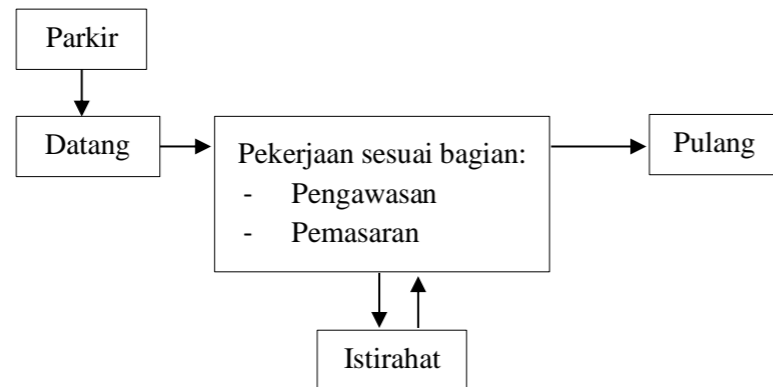 Parkir
Datang
Pekerjaan sesuai bagian:
- Pengawasan
- Pemasaran
Pulang
Istirahat